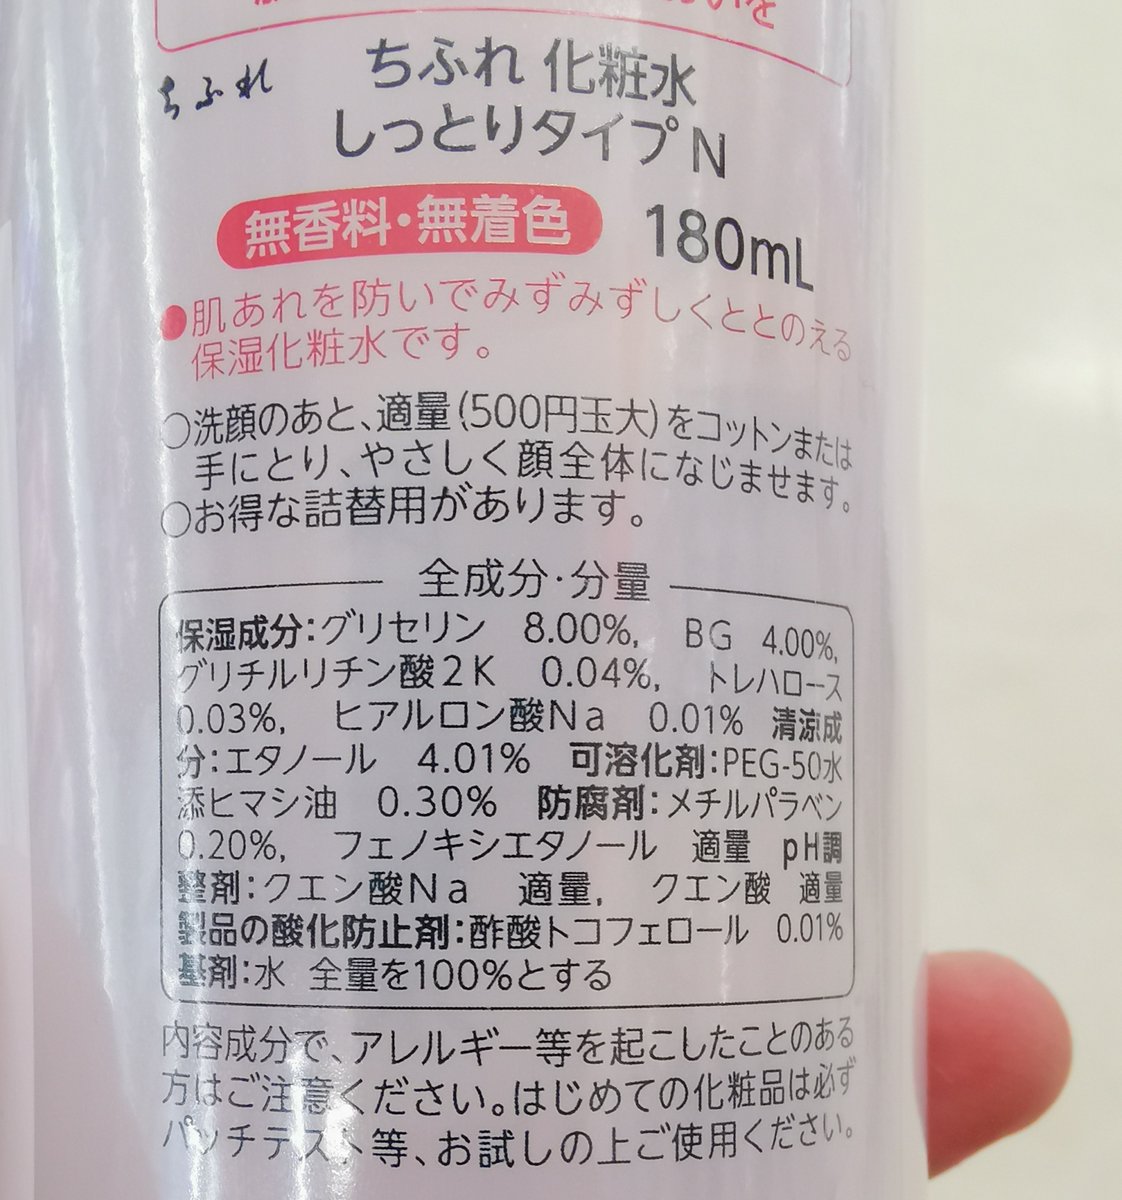 ちふれ
ちふれ 化粧水
しっとりタイプ N
無香料・無着色 180mL
●肌あれを防いでみずみずしくととのえる
保湿化粧水です。
○洗顔のあと、適量(500円玉大)をコットンまたは
手にとり、やさしく顔全体になじませます。
○お得な詰替用があります。
全成分・分量
保湿成分:グリセリン 8.00%, BG 4.00%,
グリチルリチン酸2K 0.04%, トレハロース
0.03%, ヒアルロン酸Na 0.01% 清涼成
分:エタノール 4.01% 可溶化剤:PEG-50水
添ヒマシ油 0.30% 防腐剤:メチルパラベン
0.20%, フェノキシエタノール 適量 pH調
整剤:クエン酸Na 適量, クエン酸 適量
製品の酸化防止剤:酢酸トコフェロール 0.01%
基剤:水 全量を100%とする
内容成分で、アレルギー等を起こしたことのある
方はご注意ください。はじめての化粧品は必ず
パッチテスト等、お試しの上ご使用ください。